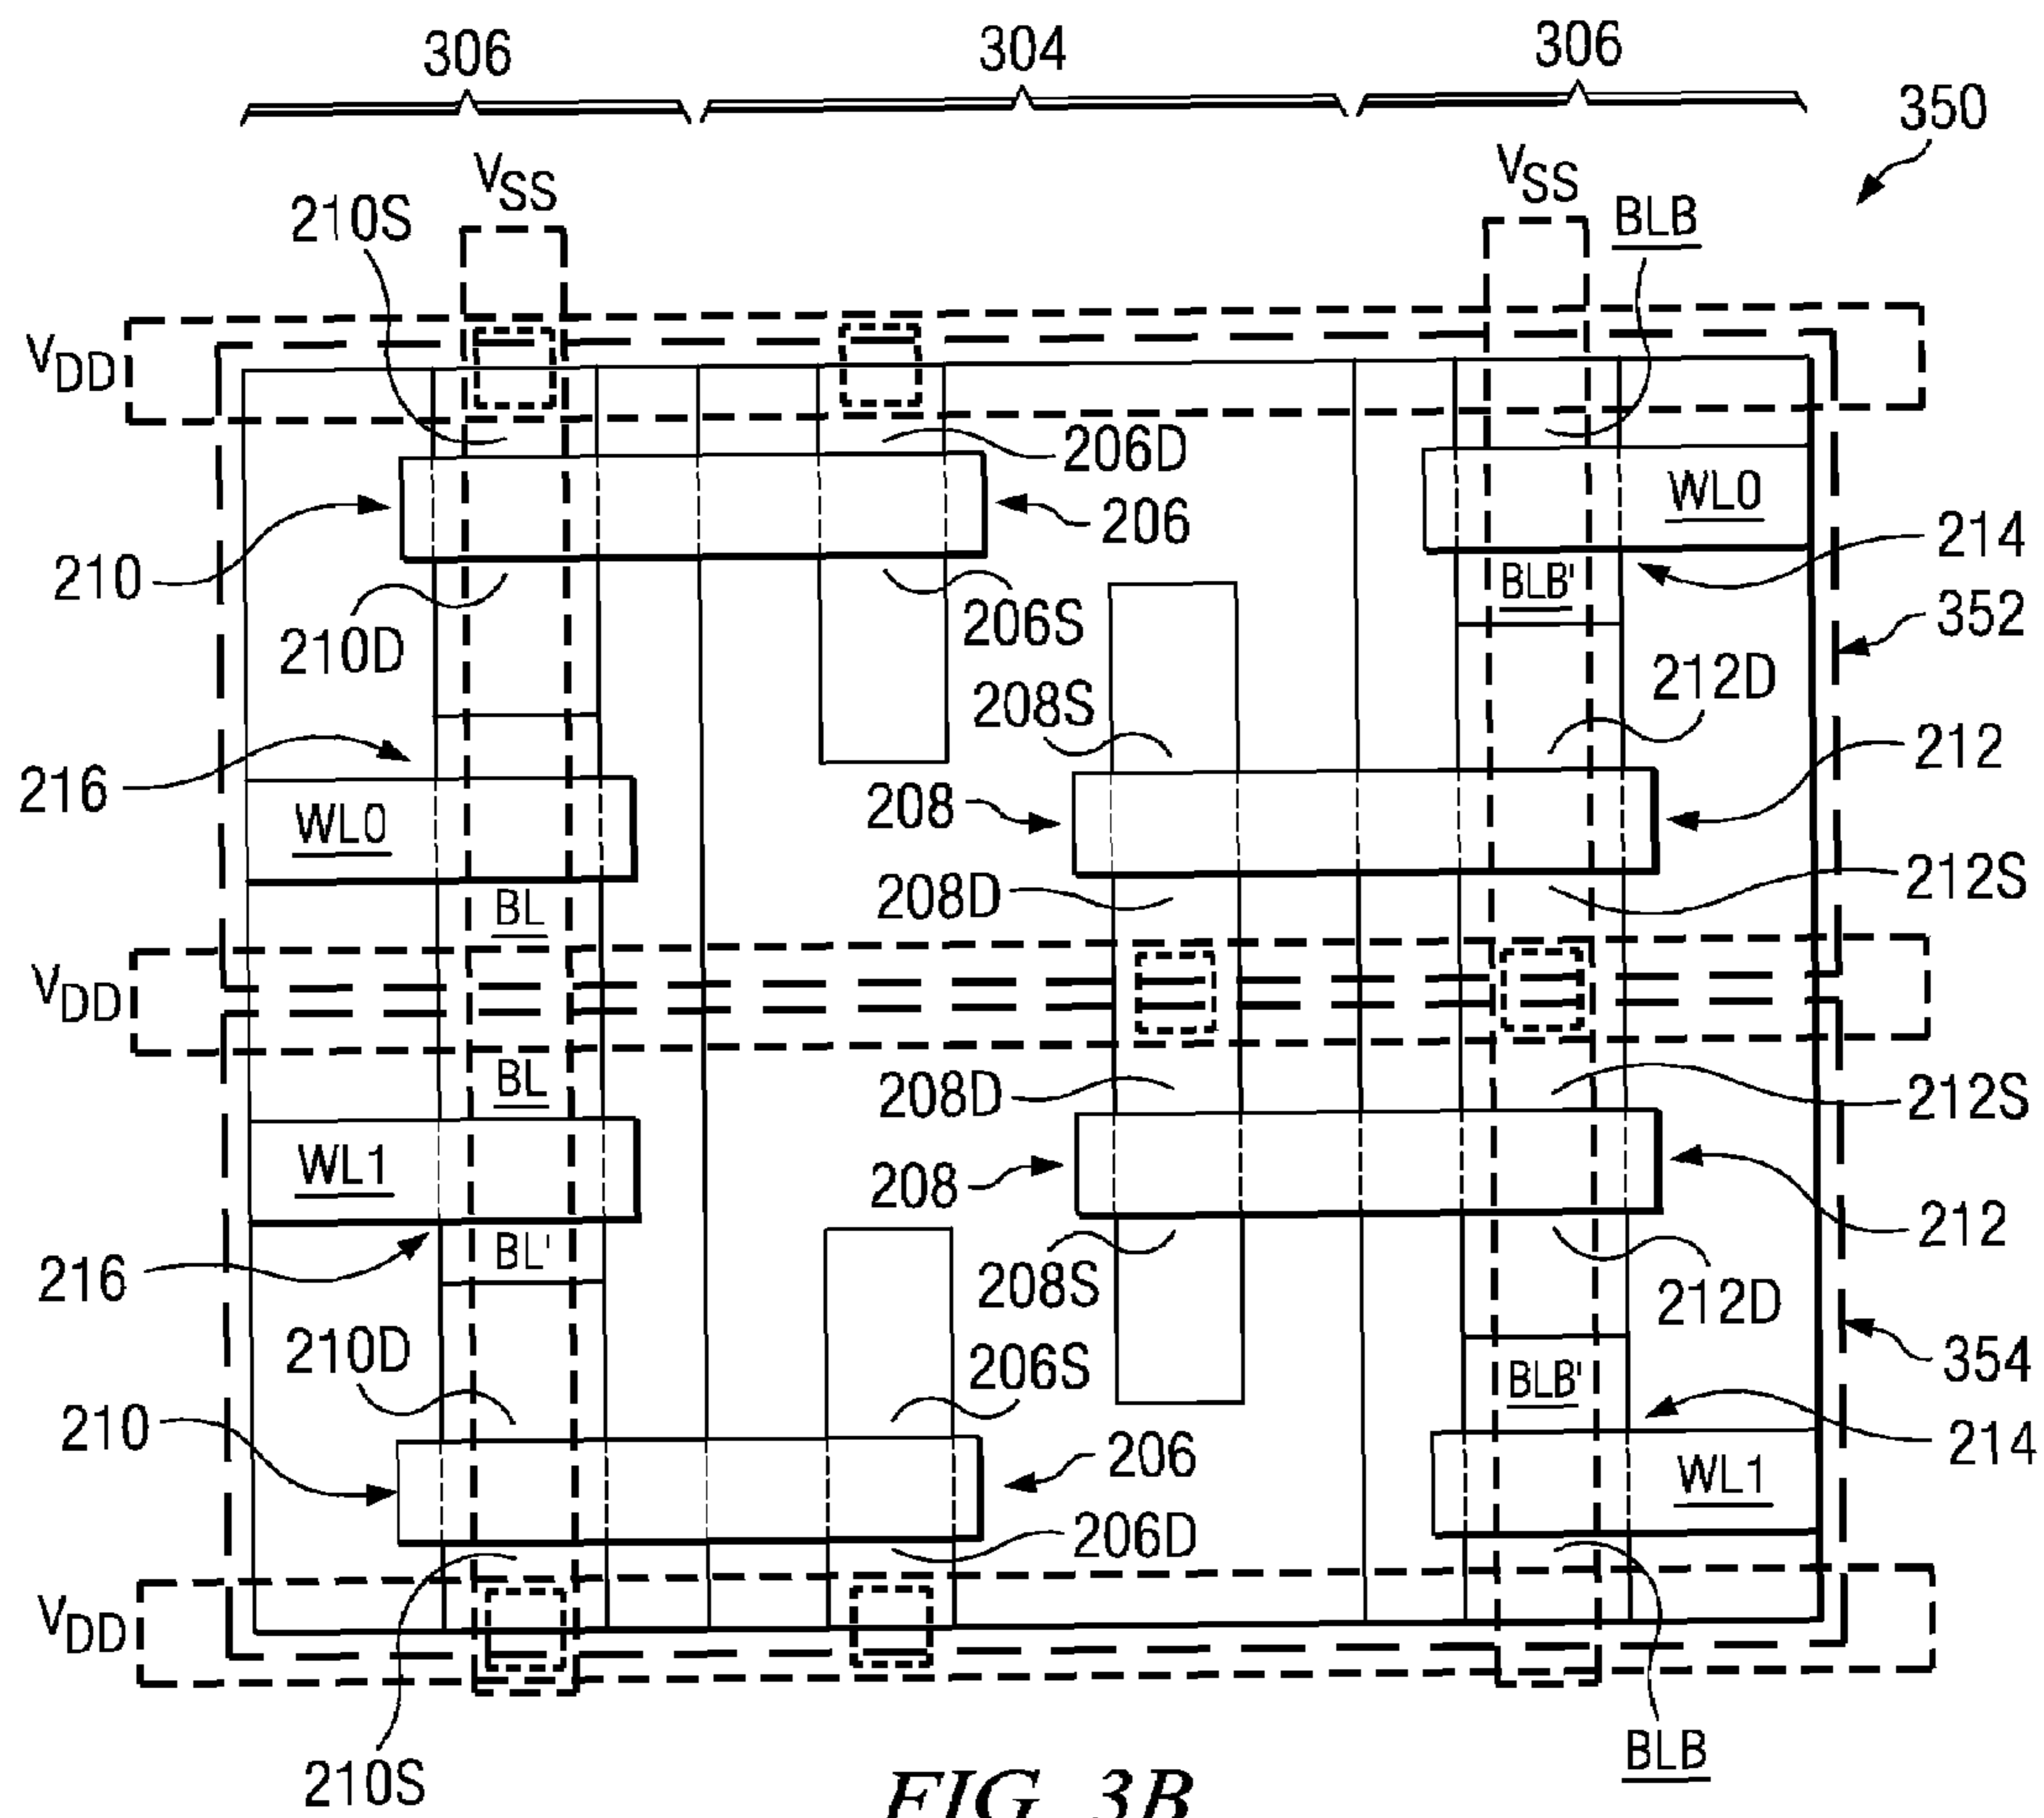 306 304 306
350
VSS VSS
210S BLB
VDD
206D
WL0
206 214
210 BLB'
206S 352
210D 212D
208S
216 212
WL0 208
BL 208D 212S
VDD
BL 208D 212S
WL1 208
BL' 212
216 208S 212D
210D 206S BLB' 354
210 206 WL1 214
206D
VDD
210S BLB
FIG. 3B